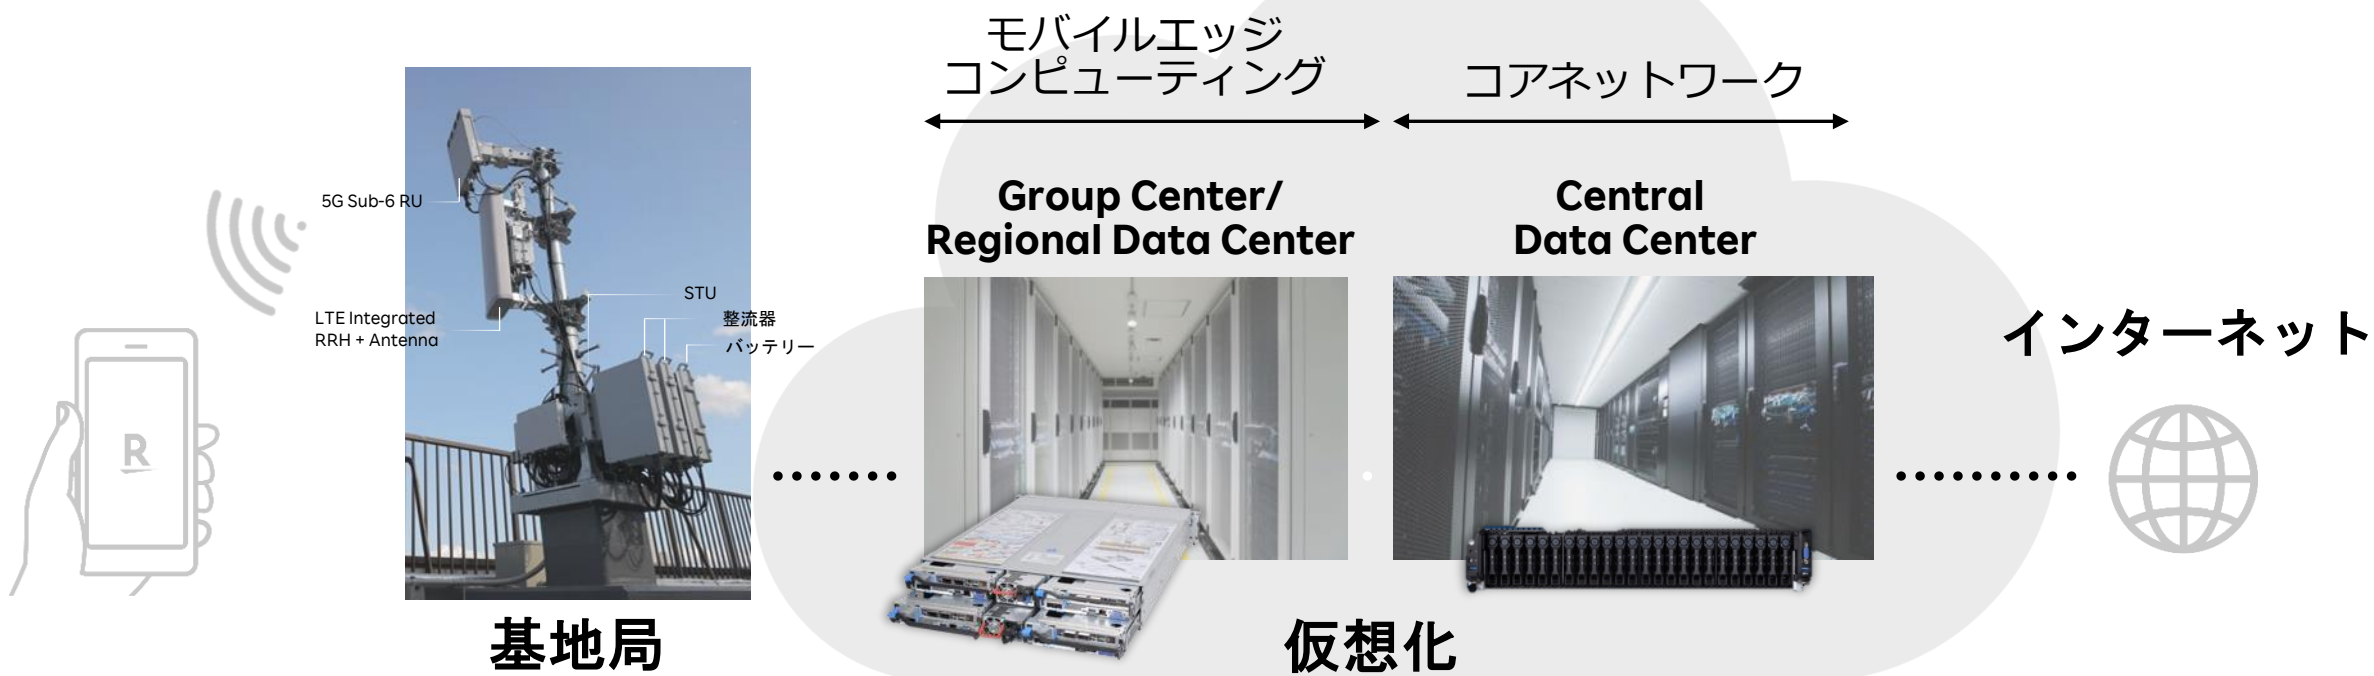 モバイルエッジ
コンピューティング
コアネットワーク
Group Center/
Regional Data Center
Central
Data Center
5G Sub-6 RU
STU
LTE Integrated
RRH + Antenna
整流器
バッテリー
インターネット
R
基地局
仮想化